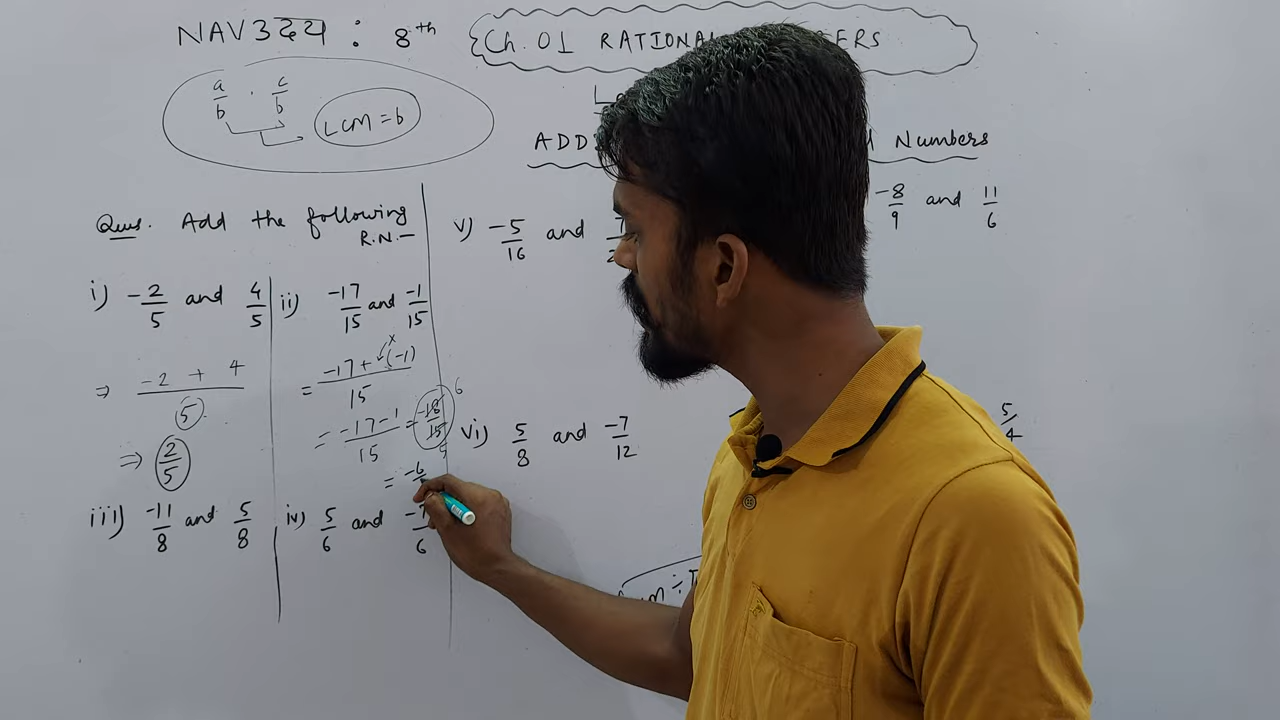 NAV3 : 8th
{Ch. 01 RATIONAL
a/b . c/b
LCM = b
ADD Numbers
Ques. Add the following
R.N.—
i) -2/5 and 4/5
⇒ -2 + 4 / 5
⇒ 2/5
ii) -17/15 and -1/15
= -17 + (-1) / 15
= -17-1 / 15 = -18/15 6 5
= -6
iii) -11/8 and 5/8
iv) 5/6 and -7/6
v) -5/16 and
vi) 5/8 and -7/12
-8/9 and 11/6
5/4